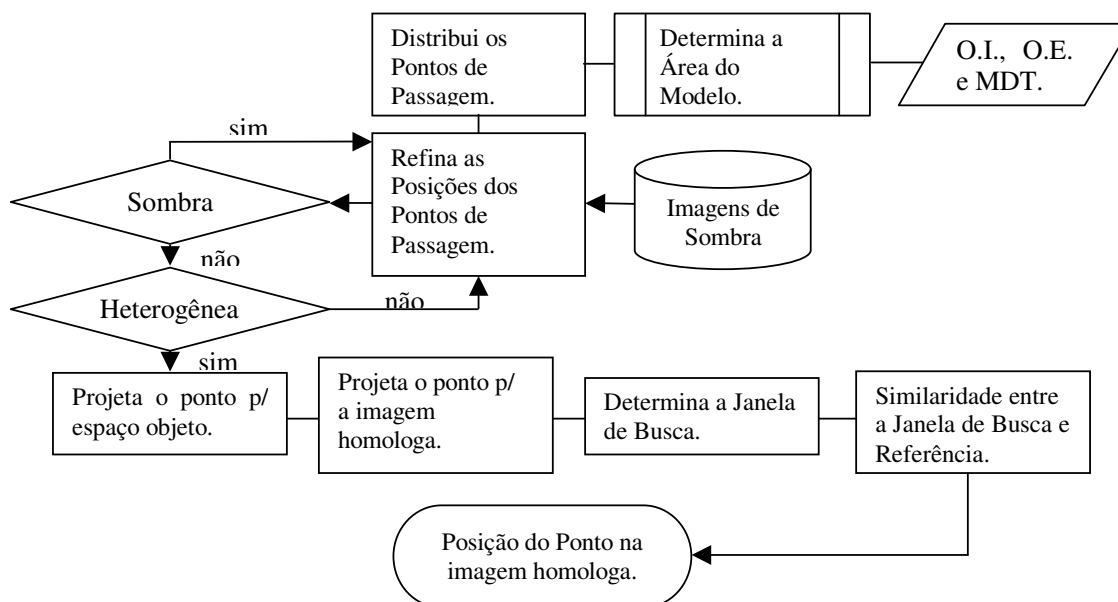 Distribui os
Pontos de
Passagem.
Determina a
Área do
Modelo.
O.I., O.E.
e MDT.
sim
Refina as
Posições dos
Pontos de
Passagem.
Sombra
Imagens de
Sombra
não
Heterogênea
não
sim
Projeta o ponto p/
espaço objeto.
Projeta o ponto p/
a imagem
homologa.
Determina a Janela
de Busca.
Similaridade entre
a Janela de Busca e
Referência.
Posição do Ponto na
imagem homologa.